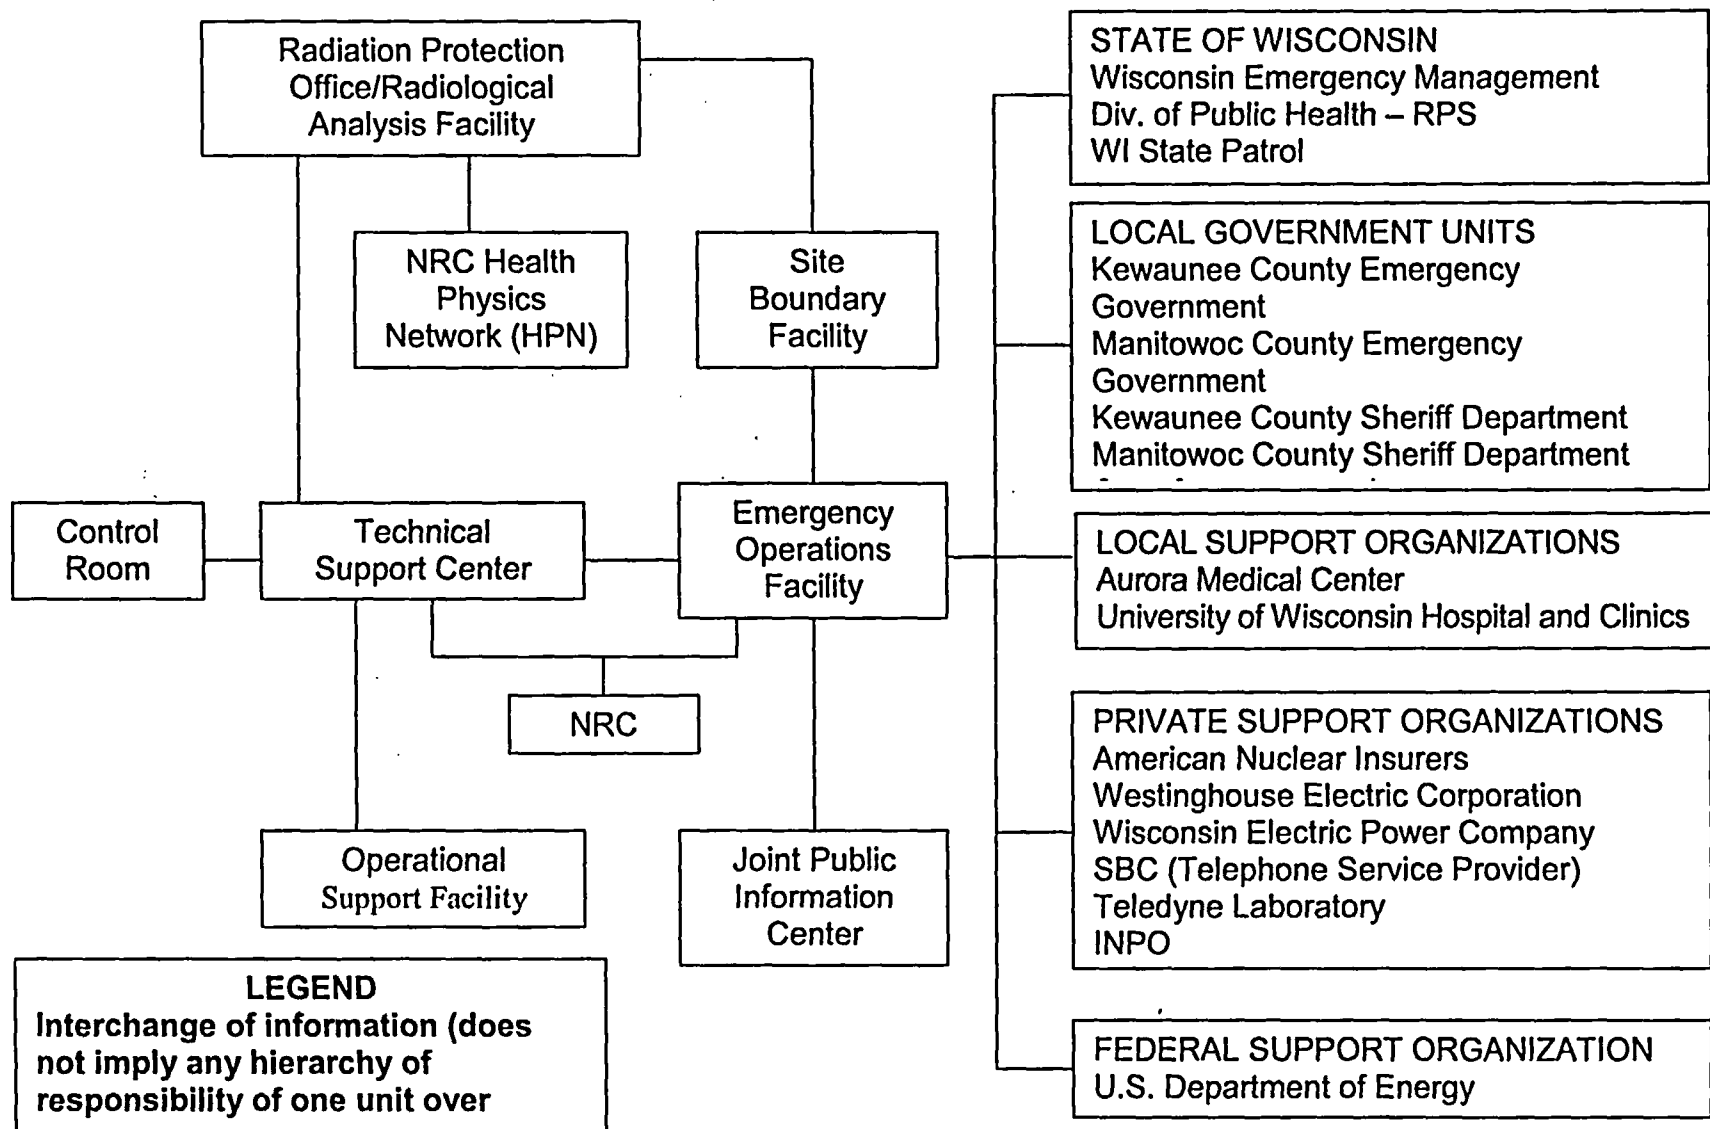 Radiation Protection
Office/Radiological
Analysis Facility
NRC Health
Physics
Network (HPN)
Site
Boundary
Facility
Control
Room
Technical
Support Center
Emergency
Operations
Facility
NRC
Operational
Support Facility
Joint Public
Information
Center
LEGEND
Interchange of information (does
not imply any hierarchy of
responsibility of one unit over
STATE OF WISCONSIN
Wisconsin Emergency Management
Div. of Public Health – RPS
WI State Patrol
LOCAL GOVERNMENT UNITS
Kewaunee County Emergency
Government
Manitowoc County Emergency
Government
Kewaunee County Sheriff Department
Manitowoc County Sheriff Department
LOCAL SUPPORT ORGANIZATIONS
Aurora Medical Center
University of Wisconsin Hospital and Clinics
PRIVATE SUPPORT ORGANIZATIONS
American Nuclear Insurers
Westinghouse Electric Corporation
Wisconsin Electric Power Company
SBC (Telephone Service Provider)
Teledyne Laboratory
INPO
FEDERAL SUPPORT ORGANIZATION
U.S. Department of Energy